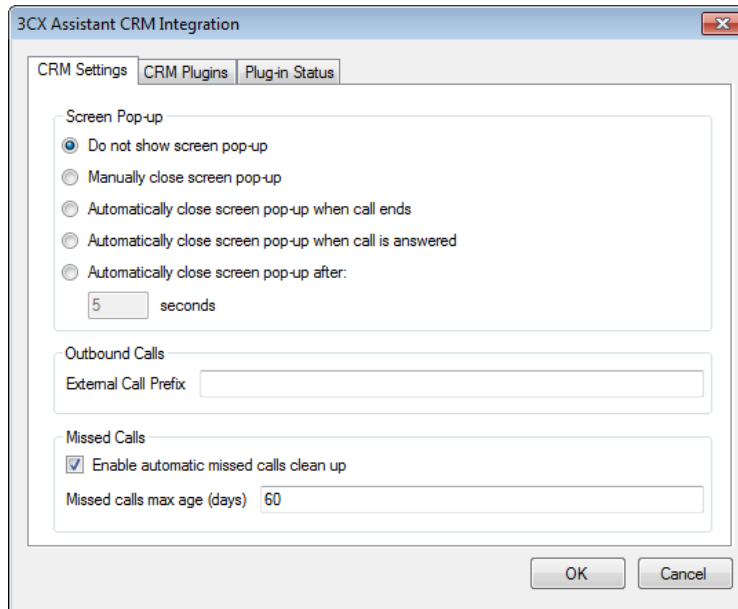 3CX Assistant CRM Integration
CRM Settings CRM Plugins Plug-in Status
Screen Pop-up
Do not show screen pop-up
Manually close screen pop-up
Automatically close screen pop-up when call ends
Automatically close screen pop-up when call is answered
Automatically close screen pop-up after:
5 seconds
Outbound Calls
External Call Prefix
Missed Calls
Enable automatic missed calls clean up
Missed calls max age (days) 60
OK Cancel